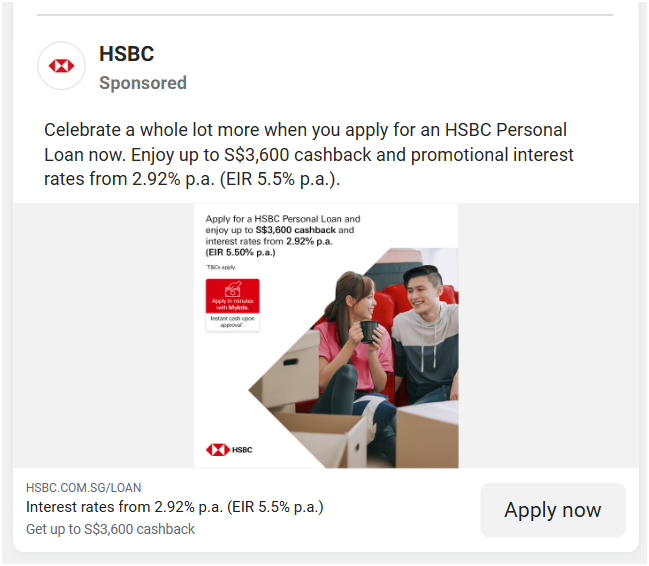 HSBC
Sponsored
Celebrate a whole lot more when you apply for an HSBC Personal
Loan now. Enjoy up to S$3,600 cashback and promotional interest
rates from 2.92% p.a. (EIR 5.5% p.a.).
Apply for a HSBC Personal Loan and
enjoy up to S$3,600 cashback and
interest rates from 2.92% p.a.
(EIR 5.50% p.a.)
*T&Cs apply.
Apply in minutes
with MyInfo.
Instant cash upon
approval*.
HSBC
HSBC.COM.SG/LOAN
Interest rates from 2.92% p.a. (EIR 5.5% p.a.)
Get up to S$3,600 cashback
Apply now